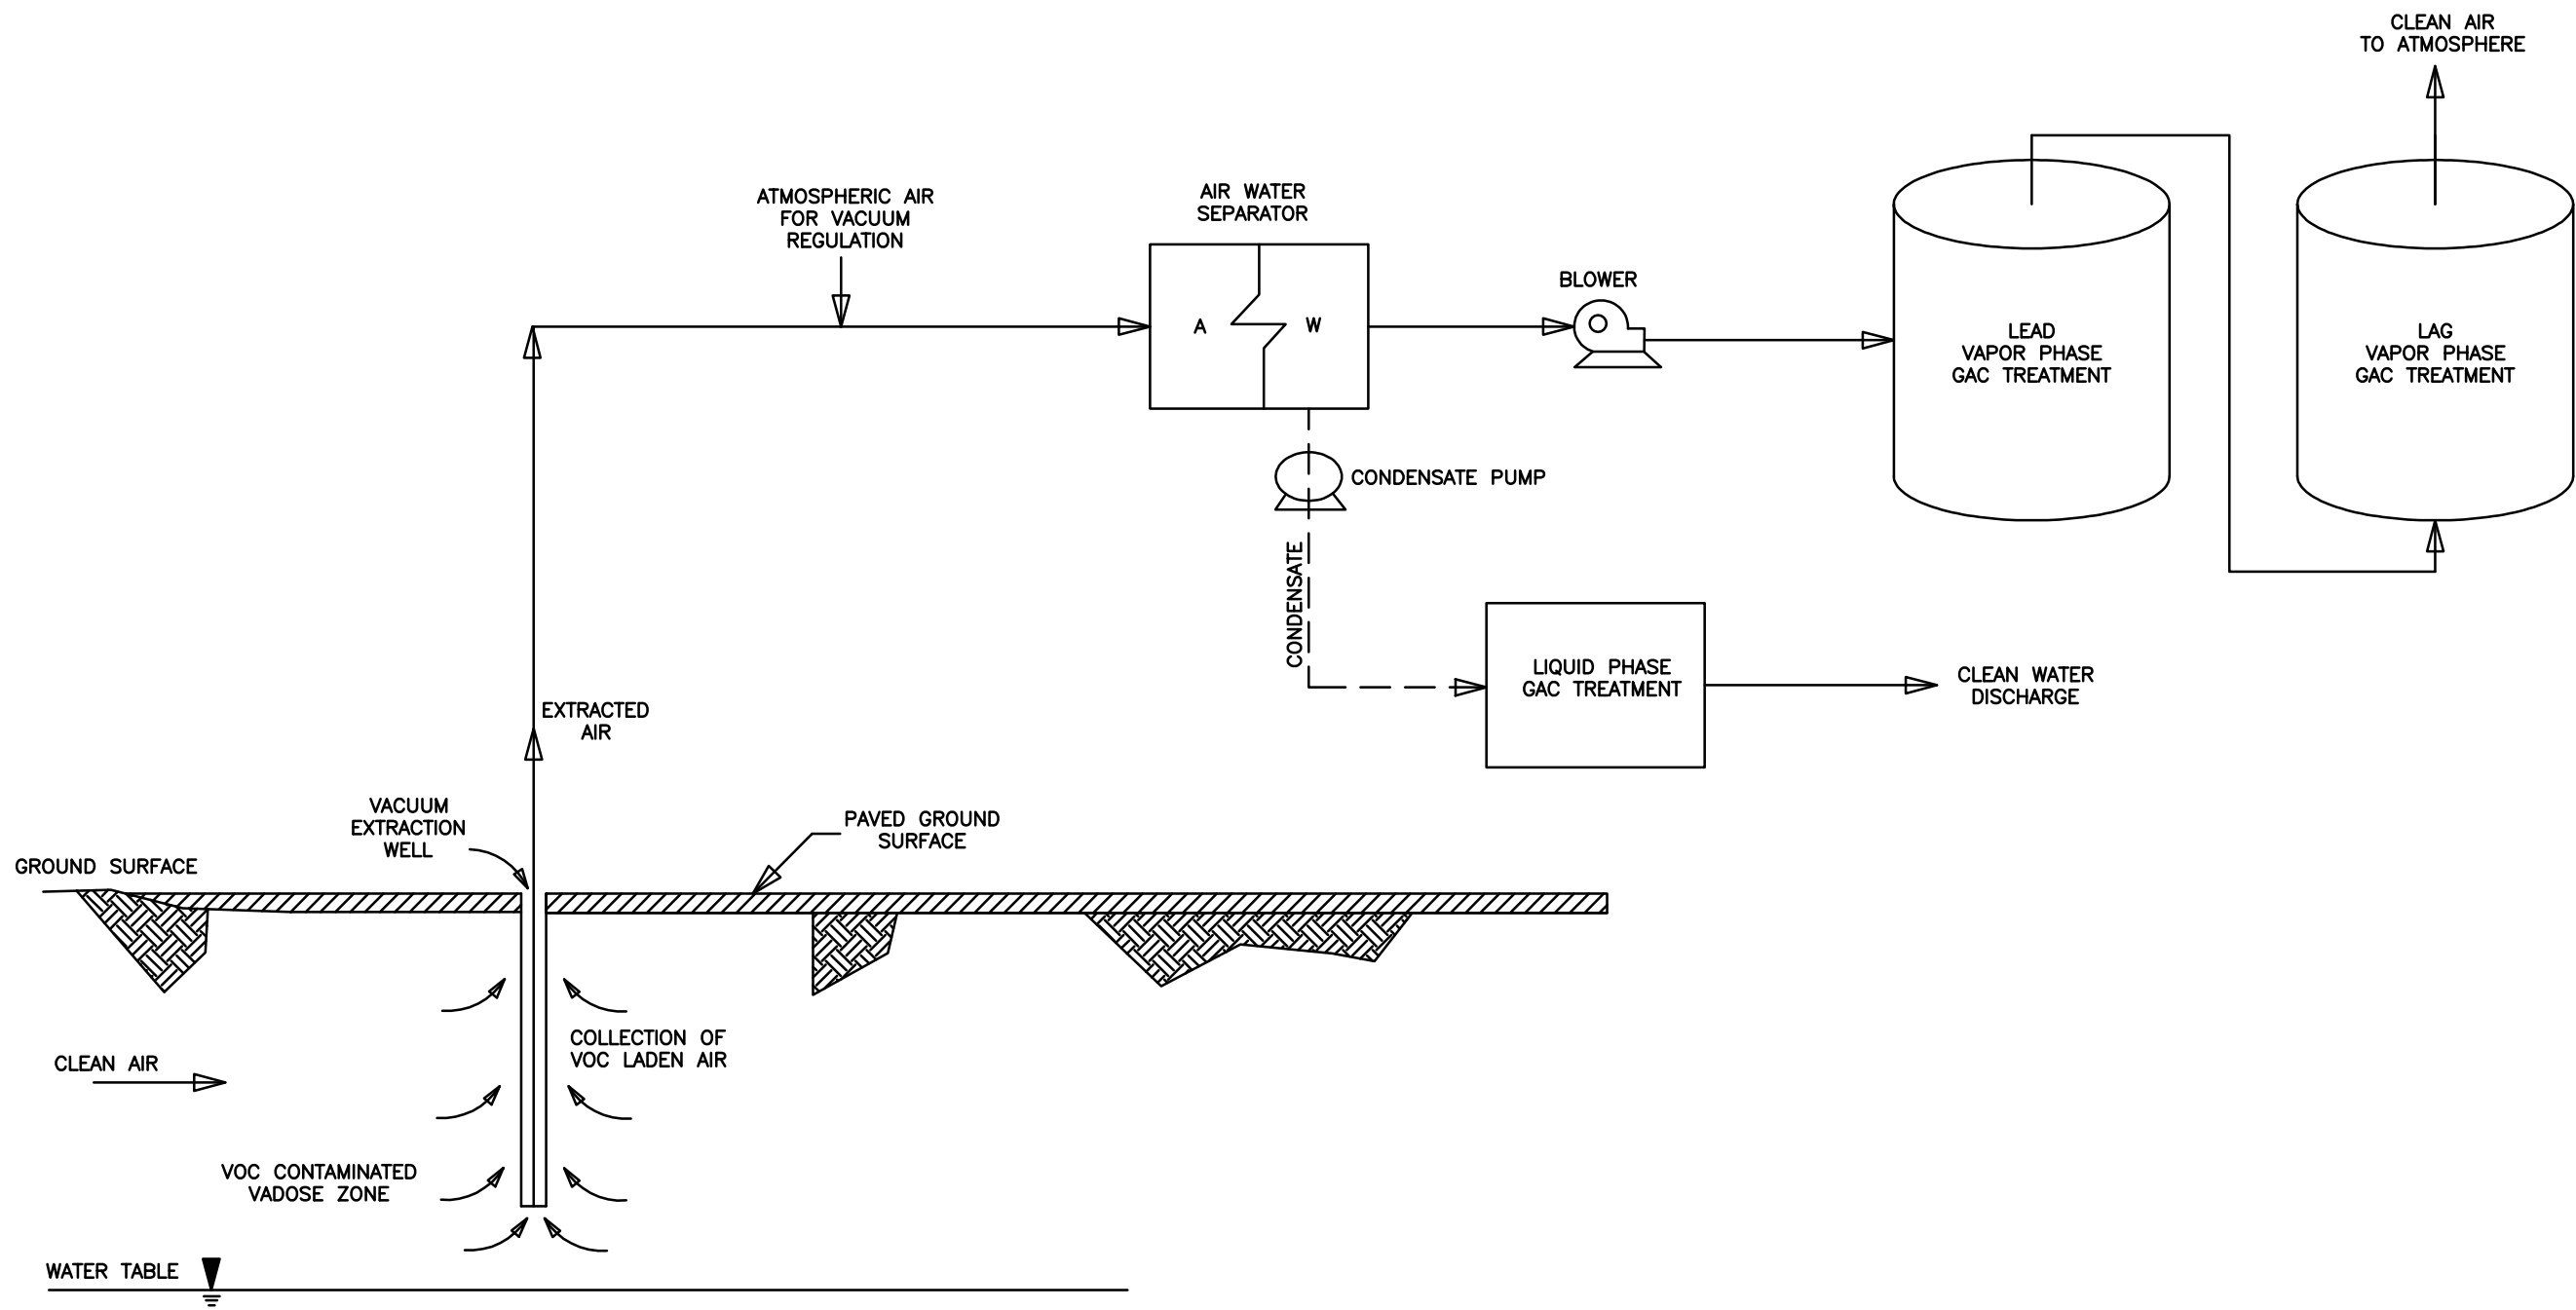 CLEAN AIR
TO ATMOSPHERE
ATMOSPHERIC AIR
FOR VACUUM
REGULATION
AIR WATER
SEPARATOR
A
W
BLOWER
LEAD
VAPOR PHASE
GAC TREATMENT
LAG
VAPOR PHASE
GAC TREATMENT
CONDENSATE PUMP
CONDENSATE
LIQUID PHASE
GAC TREATMENT
CLEAN WATER
DISCHARGE
EXTRACTED
AIR
VACUUM
EXTRACTION
WELL
PAVED GROUND
SURFACE
GROUND SURFACE
COLLECTION OF
VOC LADEN AIR
CLEAN AIR
VOC CONTAMINATED
VADOSE ZONE
WATER TABLE